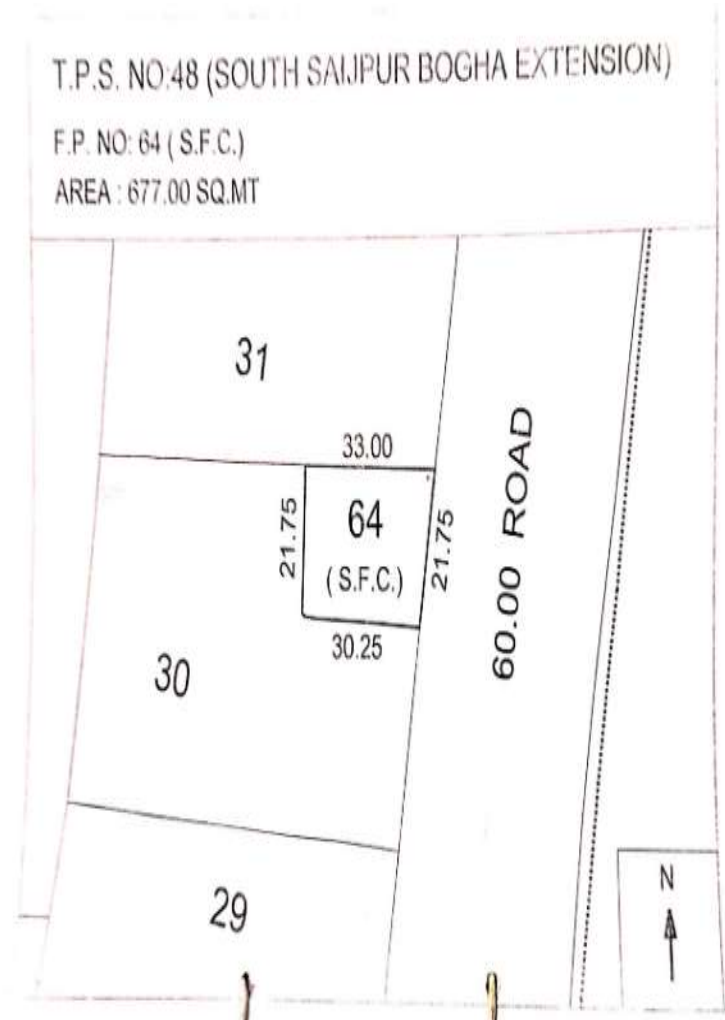 T.P.S. NO:48 (SOUTH SAIJPUR BOGHA EXTENSION)
F.P. NO: 64 ( S.F.C.)
AREA : 677.00 SQ.MT
31
33.00
21.75
64
( S.F.C.)
21.75
30.25
60.00 ROAD
30
29
N